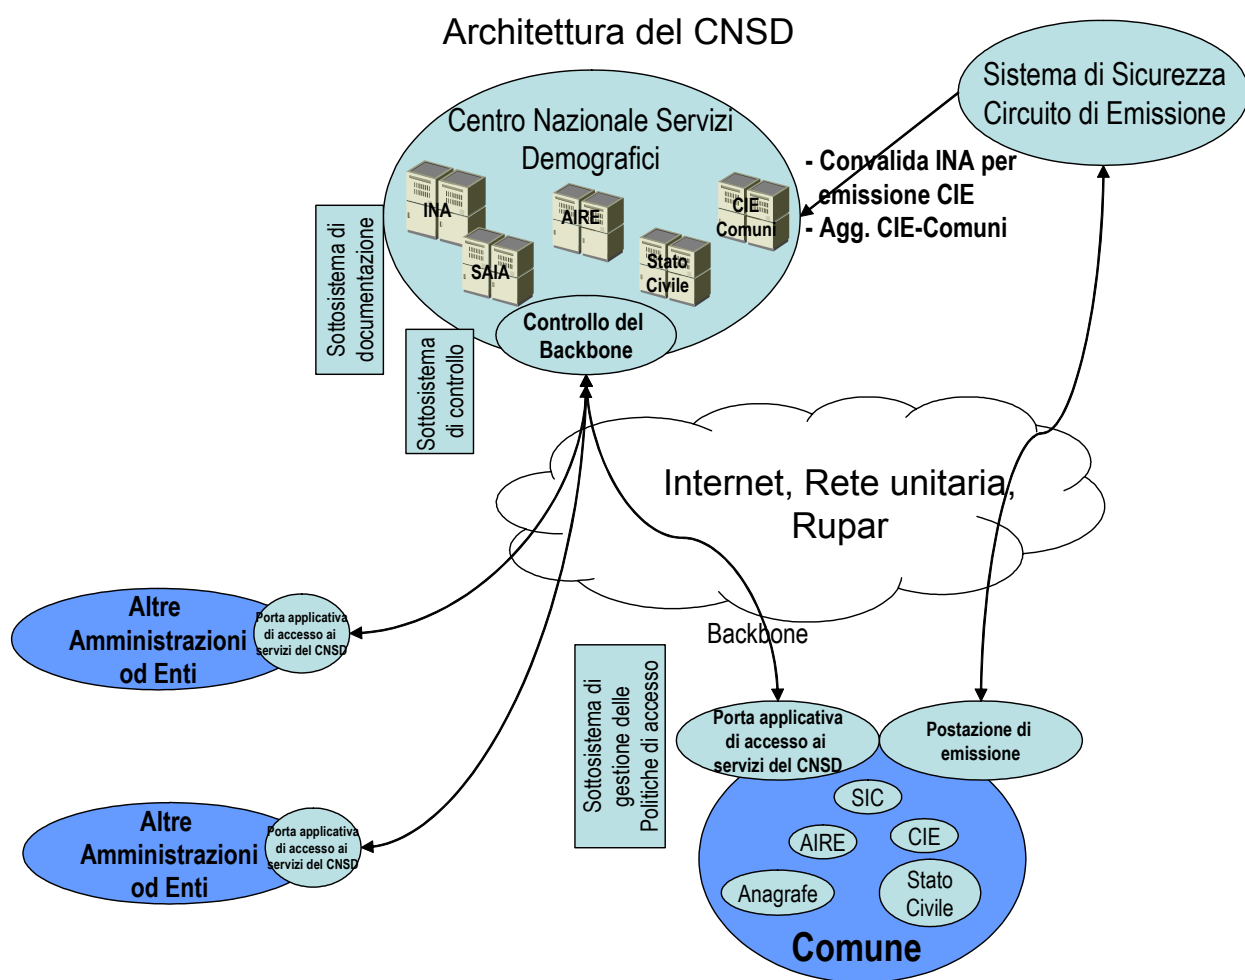 Architettura del CNSD
Sistema di Sicurezza
Circuito di Emissione
Centro Nazionale Servizi
Demografici
- Convalida INA per
emissione CIE
- Agg. CIE-Comuni
INA
AIRE
CIE
Comuni
SAIA
Stato
Civile
Sottosistema di
documentazione
Controllo del
Backbone
Sottosistema
di controllo
Internet, Rete unitaria,
Rupar
Altre
Amministrazioni
od Enti
Porta applicativa
di accesso ai
servizi del CNSD
Backbone
Sottosistema di
gestione delle
Politiche di accesso
Porta applicativa
di accesso ai
servizi del CNSD
Postazione di
emissione
Altre
Amministrazioni
od Enti
Porta applicativa
di accesso ai
servizi del CNSD
SIC
AIRE
CIE
Anagrafe
Stato
Civile
Comune